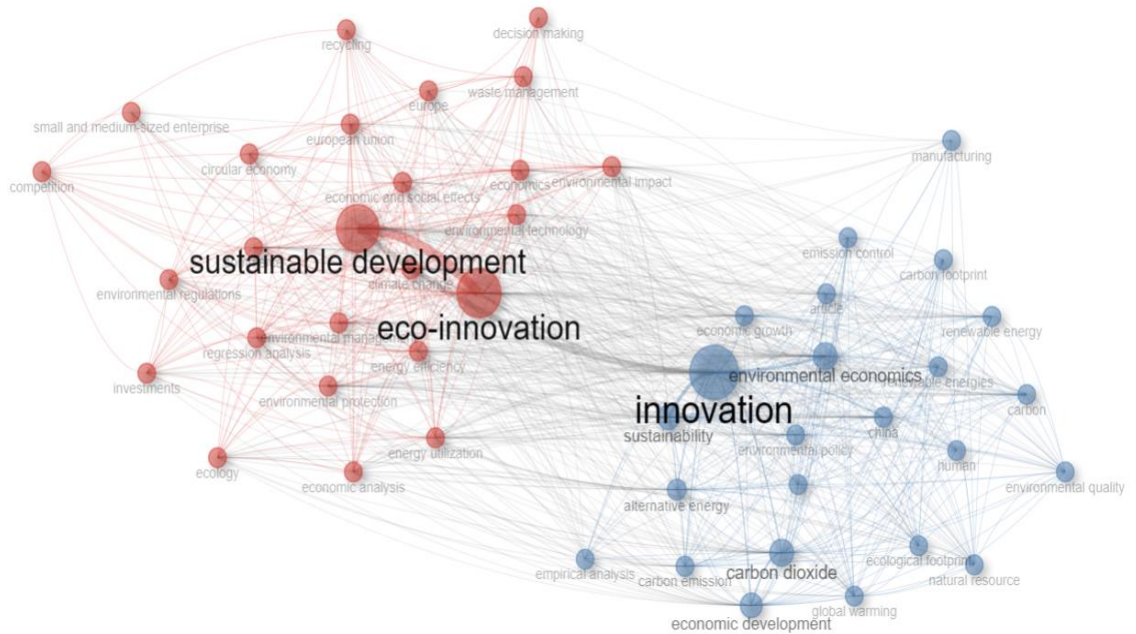 decision making
recycling
waste management
europe
small and medium-sized enterprise
european union
manufacturing
circular economy
competition
economics
environmental impact
economic and social effects
environmental technology
emission control
sustainable development
carbon footprint
climate change
environmental regulations
article
eco-innovation
economic growth
renewable energy
environmental
regression analysis
energy efficiency
environmental economics
energies
investments
environmental protection
carbon
innovation
sustainability
china
environmental policy
energy utilization
human
ecology
economic analysis
environmental quality
alternative energy
ecological footprint
empirical analysis
carbon emission
carbon dioxide
natural resource
global warming
economic development